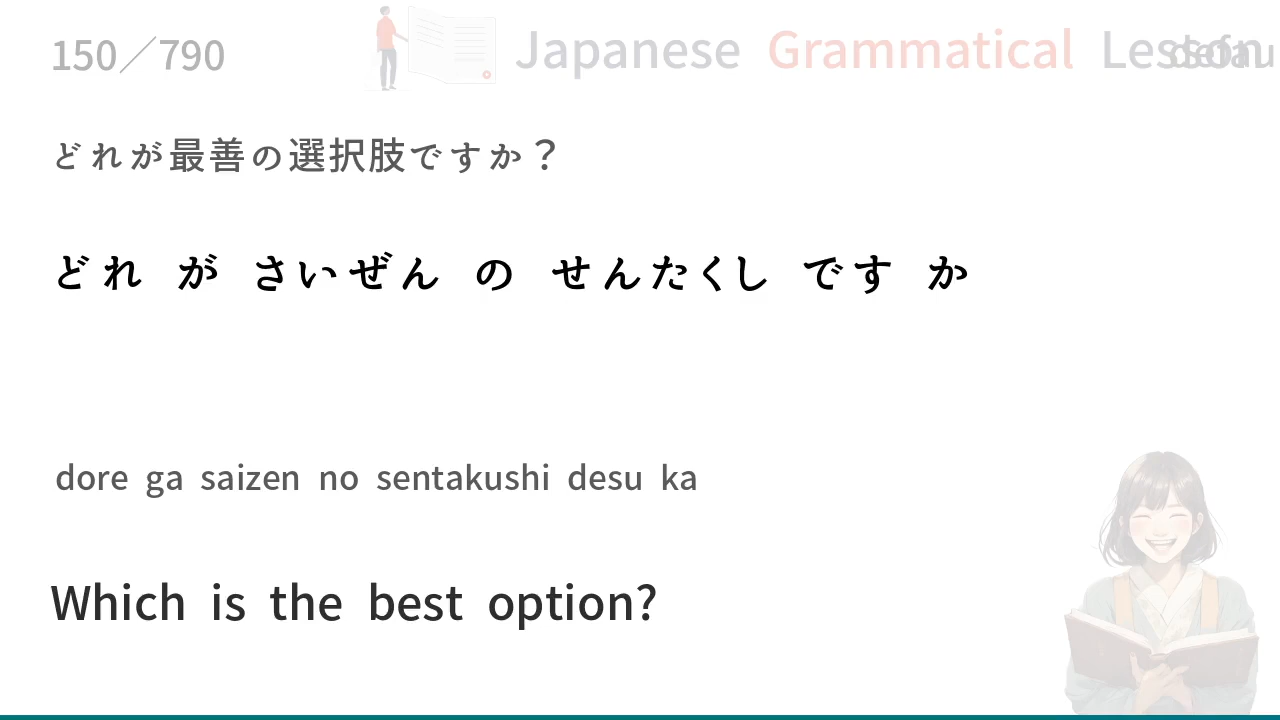 150／790
Japanese Grammatical Lesson
どれが最善の選択肢ですか？
どれ が さいぜん の せんたくし です か
dore ga saizen no sentakushi desu ka
Which is the best option?